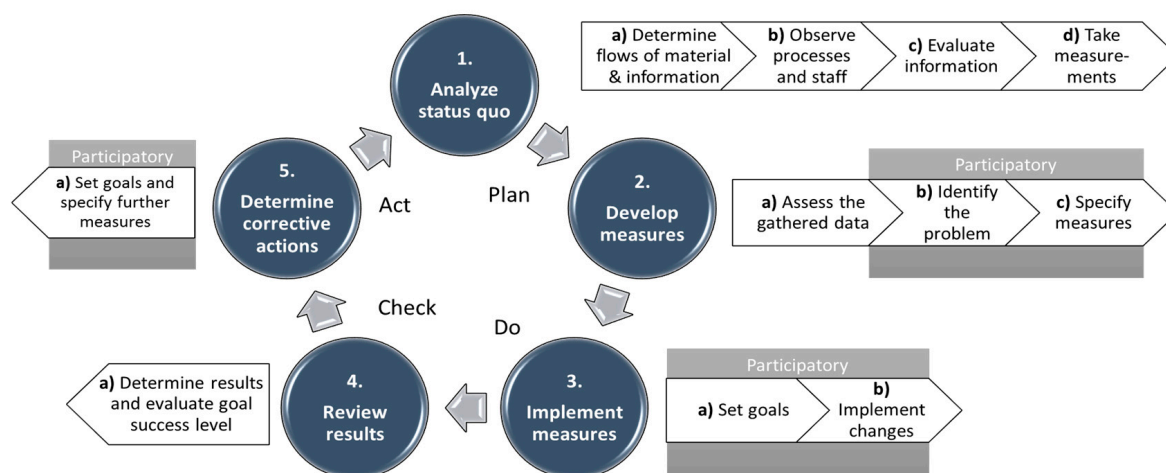 1.
Analyze
status quo
a) Determine
flows of material
& information
b) Observe
processes
and staff
c) Evaluate
information
d) Take
measure-
ments
Plan
2.
Develop
measures
Participatory
a) Assess the
gathered data
b) Identify
the
problem
c) Specify
measures
Do
3.
Implement
measures
Participatory
a) Set goals
b)
Implement
changes
Check
4.
Review
results
a) Determine results
and evaluate goal
success level
Act
5.
Determine
corrective
actions
Participatory
a) Set goals and
specify further
measures